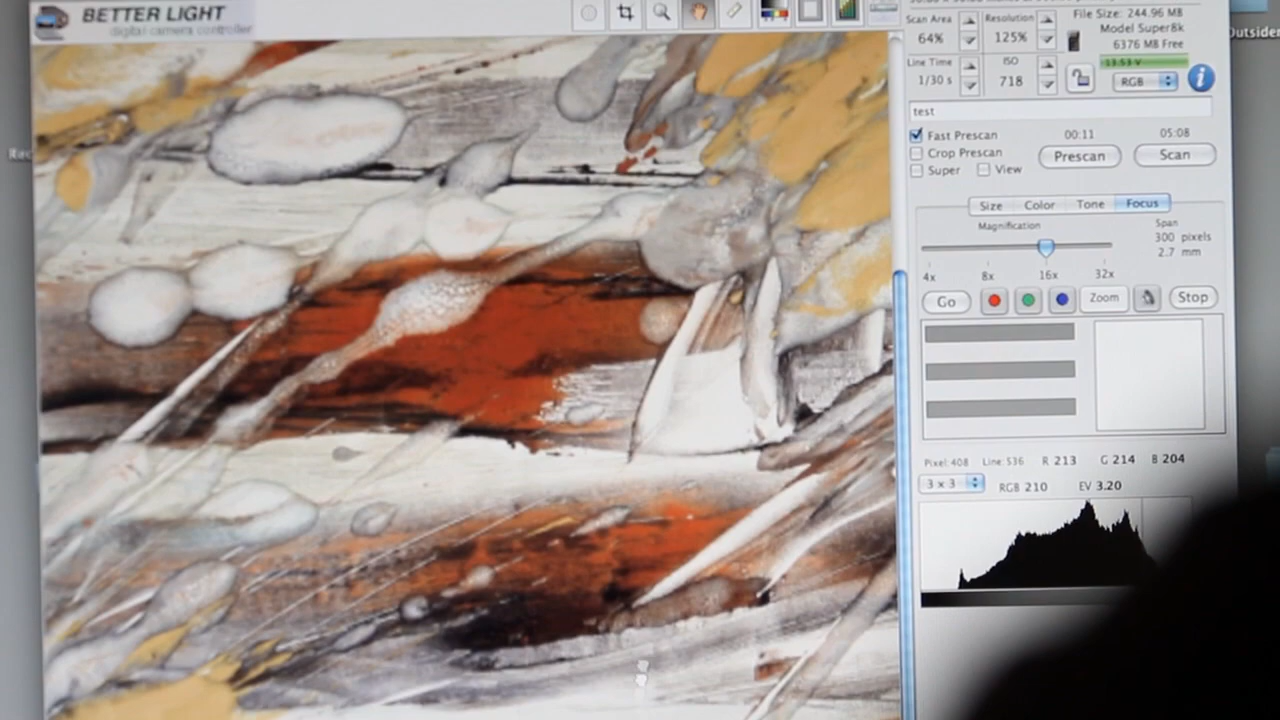 BETTER LIGHT
digital camera controller
Scan Area
64%
Resolution
125%
File Size: 244.96 MB
Model Super8k
6376 MB Free
13.53 V
Line Time
1/30 s
ISO
718
RGB
i
test
Fast Prescan
Crop Prescan
Super
View
00:11
05:08
Prescan
Scan
Size
Color
Tone
Focus
Magnification
Span
300 pixels
2.7 mm
4x
8x
16x
32x
Go
Zoom
Stop
Pixel:408
Line:536
R 213
G 214
B 204
3 x 3
RGB 210
EV 3.20
Outsider